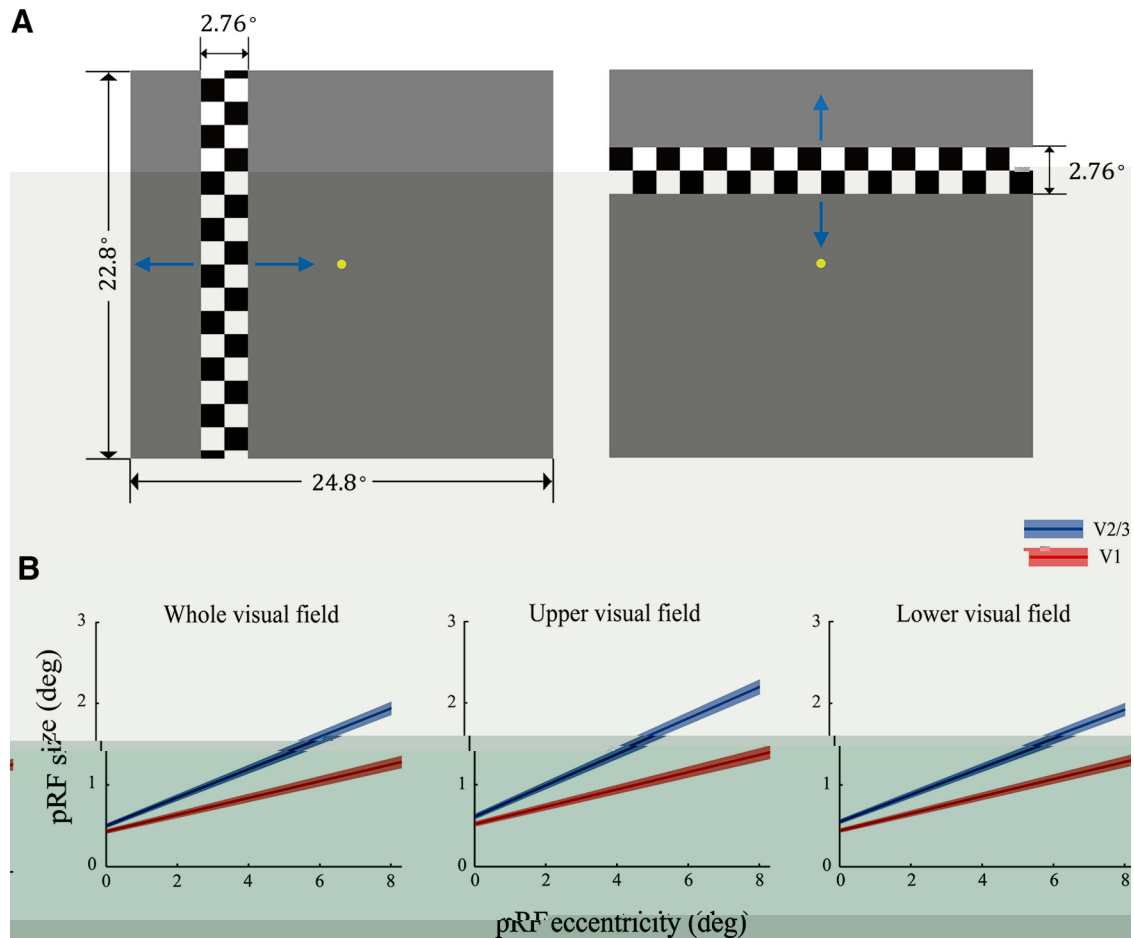 A
2.76°
22.8°
24.8°
2.76°
V2/3
V1
B
Whole visual field
Upper visual field
Lower visual field
pRF size (deg)
3
2
1
0
0 2 4 6 8
3
2
1
0
0 2 4 6 8
3
2
1
0
0 2 4 6 8
pRF eccentricity (deg)